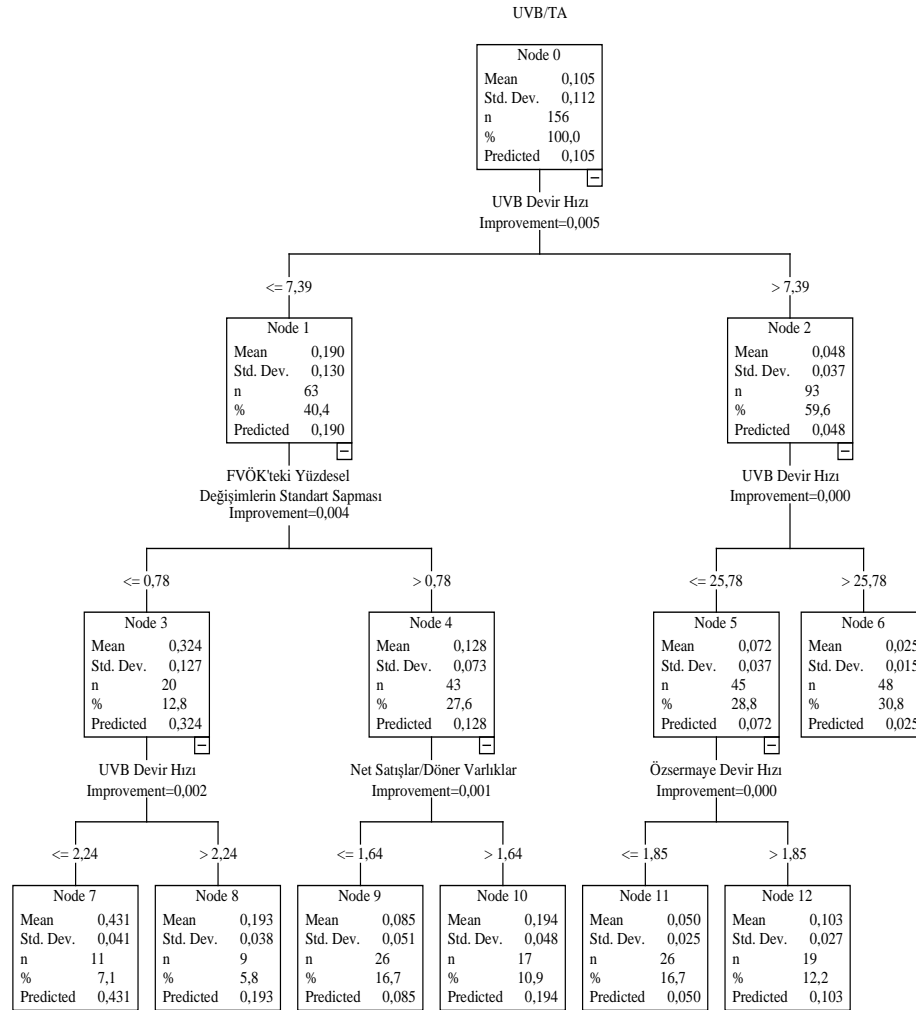 UVB/TA
Node 0
Mean 0,105
Std. Dev. 0,112
n 156
% 100,0
Predicted 0,105
UVB Devir Hızı
Improvement=0,005
<= 7,39
> 7,39
Node 1
Mean 0,190
Std. Dev. 0,130
n 63
% 40,4
Predicted 0,190
Node 2
Mean 0,048
Std. Dev. 0,037
n 93
% 59,6
Predicted 0,048
FVÖK'teki Yüzdesel
Değişimlerin Standart Sapması
Improvement=0,004
UVB Devir Hızı
Improvement=0,000
<= 0,78
> 0,78
<= 25,78
> 25,78
Node 3
Mean 0,324
Std. Dev. 0,127
n 20
% 12,8
Predicted 0,324
Node 4
Mean 0,128
Std. Dev. 0,073
n 43
% 27,6
Predicted 0,128
Node 5
Mean 0,072
Std. Dev. 0,037
n 45
% 28,8
Predicted 0,072
Node 6
Mean 0,025
Std. Dev. 0,015
n 48
% 30,8
Predicted 0,025
UVB Devir Hızı
Improvement=0,002
Net Satışlar/Döner Varlıklar
Improvement=0,001
Özsermaye Devir Hızı
Improvement=0,000
<= 2,24
> 2,24
<= 1,64
> 1,64
<= 1,85
> 1,85
Node 7
Mean 0,431
Std. Dev. 0,041
n 11
% 7,1
Predicted 0,431
Node 8
Mean 0,193
Std. Dev. 0,038
n 9
% 5,8
Predicted 0,193
Node 9
Mean 0,085
Std. Dev. 0,051
n 26
% 16,7
Predicted 0,085
Node 10
Mean 0,194
Std. Dev. 0,048
n 17
% 10,9
Predicted 0,194
Node 11
Mean 0,050
Std. Dev. 0,025
n 26
% 16,7
Predicted 0,050
Node 12
Mean 0,103
Std. Dev. 0,027
n 19
% 12,2
Predicted 0,103